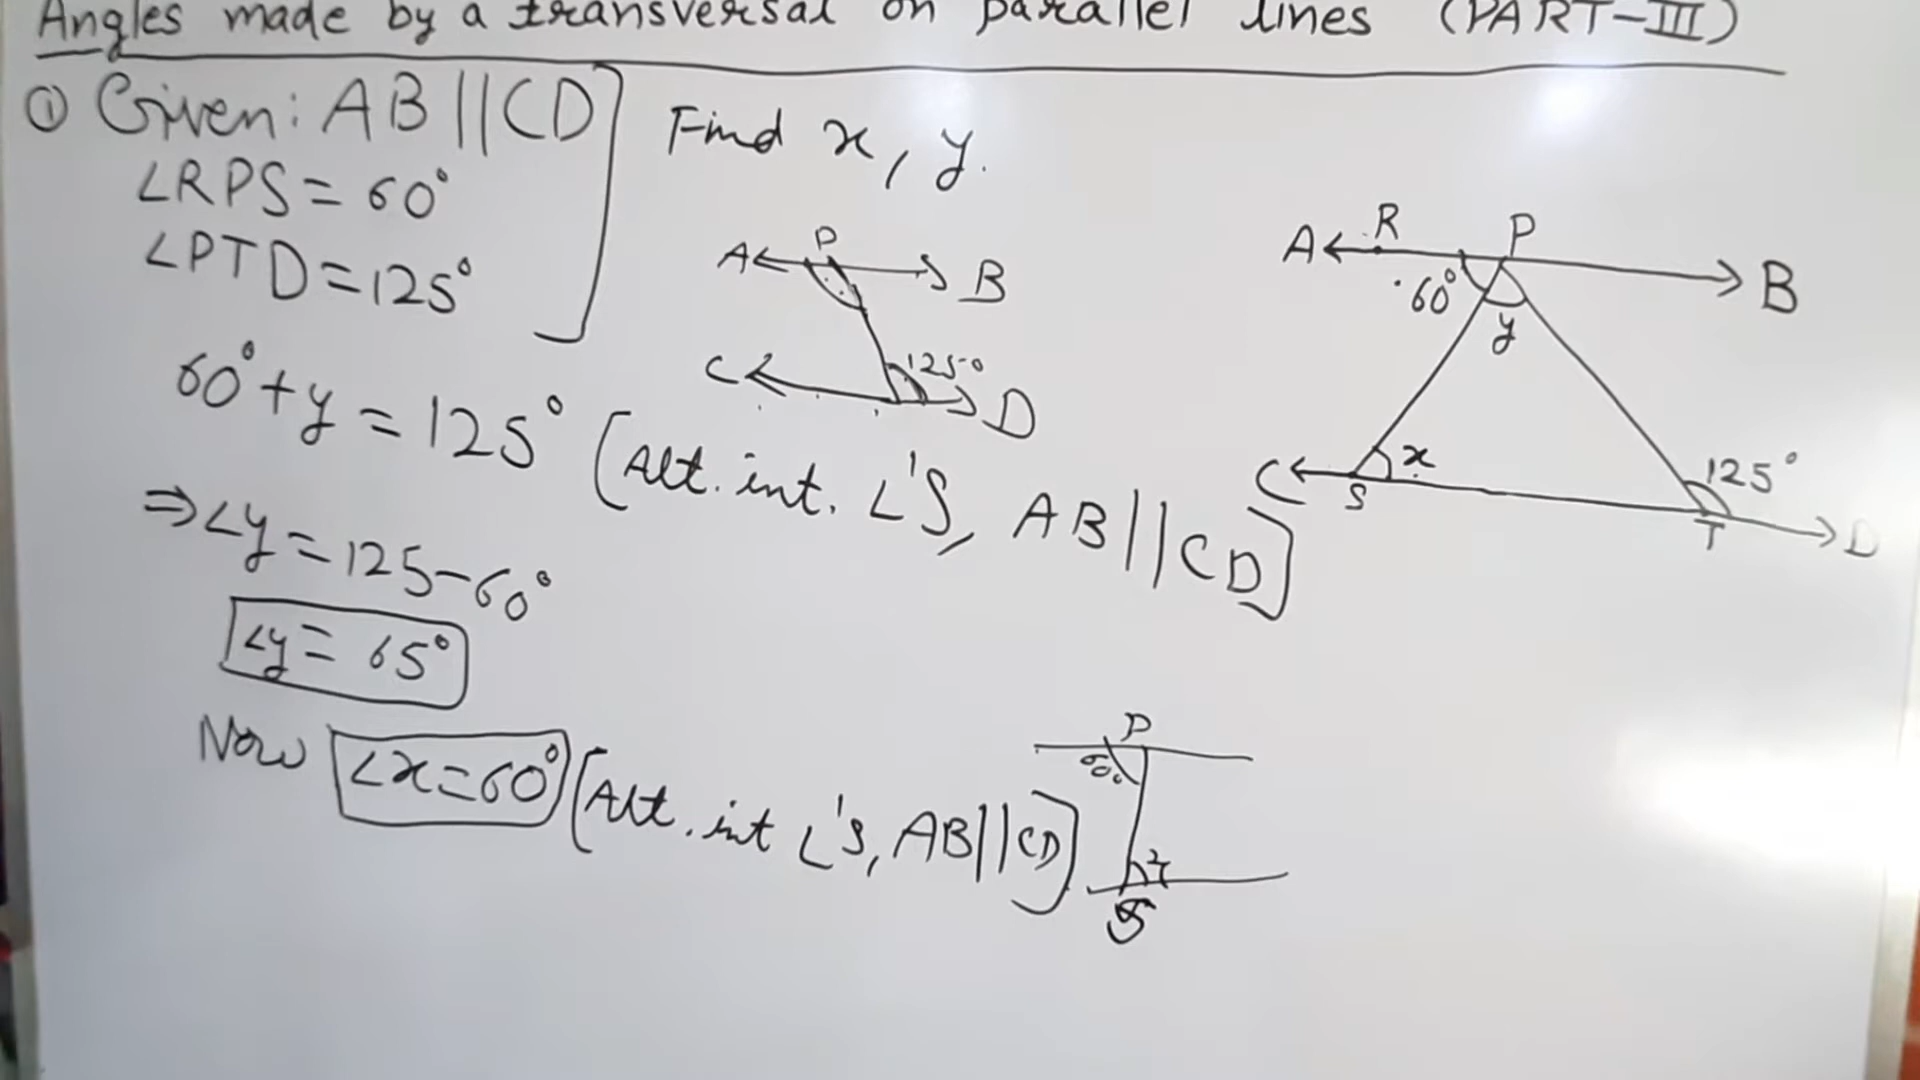 Angles made by a transversal on parallel lines (PART-III)
① Given: AB||CD] Find x, y.
∠RPS = 60°
∠PTD = 125°
60° + y = 125° [Alt. int. ∠'s, AB||CD]
⇒ ∠y = 125-60°
∠y = 65°
Now ∠x = 60° [Alt. int ∠'s, AB||CD]
A P B
C 125° D
A R P B
60° y
C S x 125° T D
P
60°
x
S